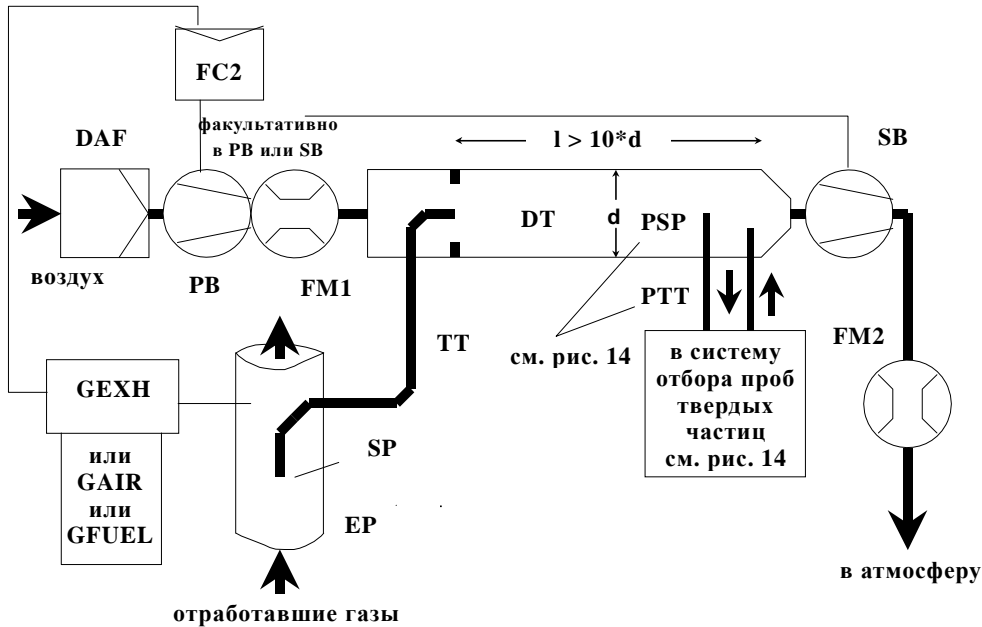 FC2
DAF
факультативно
в PB или SB
l > 10*d
SB
d
DT
PSP
воздух
PB
FM1
PTT
TT
см. рис. 14
FM2
в систему
отбора проб
твердых
частиц
см. рис. 14
GEXH
или
GAIR
или
GFUEL
SP
EP
в атмосферу
отработавшие газы